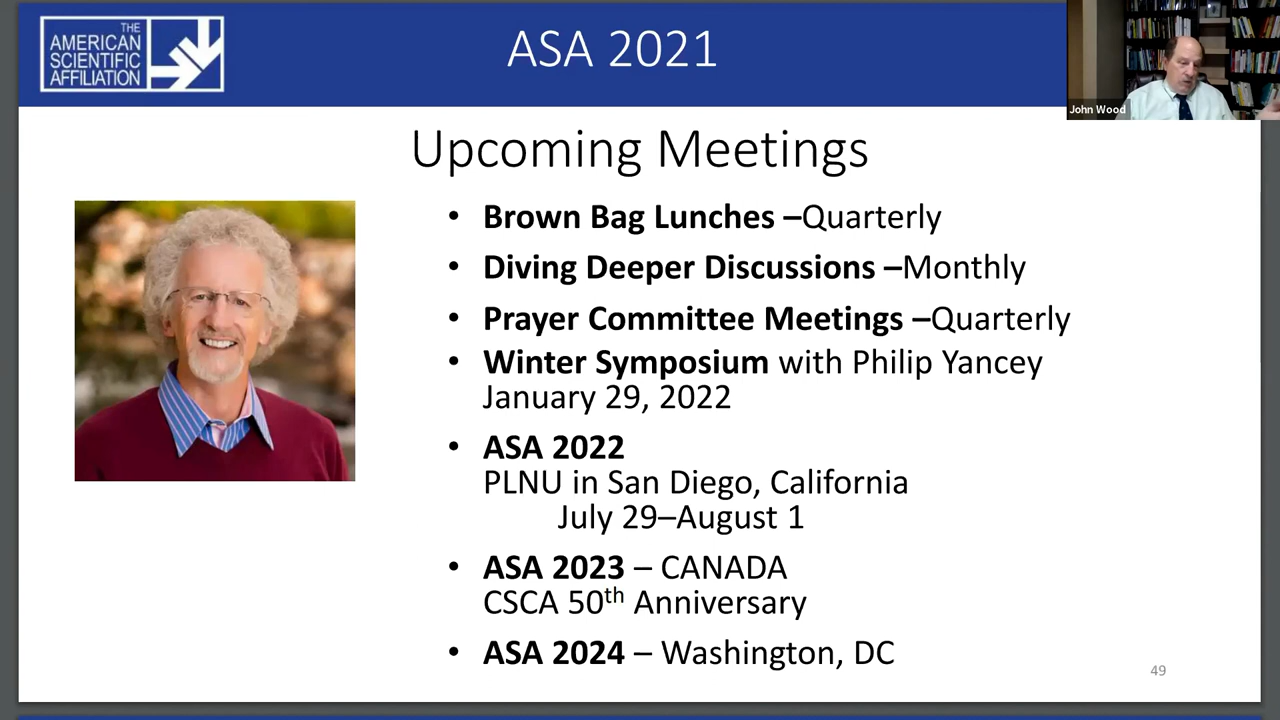 THE
AMERICAN
SCIENTIFIC
AFFILIATION
ASA 2021
John Wood
Upcoming Meetings
• Brown Bag Lunches –Quarterly
• Diving Deeper Discussions –Monthly
• Prayer Committee Meetings –Quarterly
• Winter Symposium with Philip Yancey
January 29, 2022
• ASA 2022
PLNU in San Diego, California
July 29–August 1
• ASA 2023 – CANADA
CSCA 50th Anniversary
• ASA 2024 – Washington, DC
49